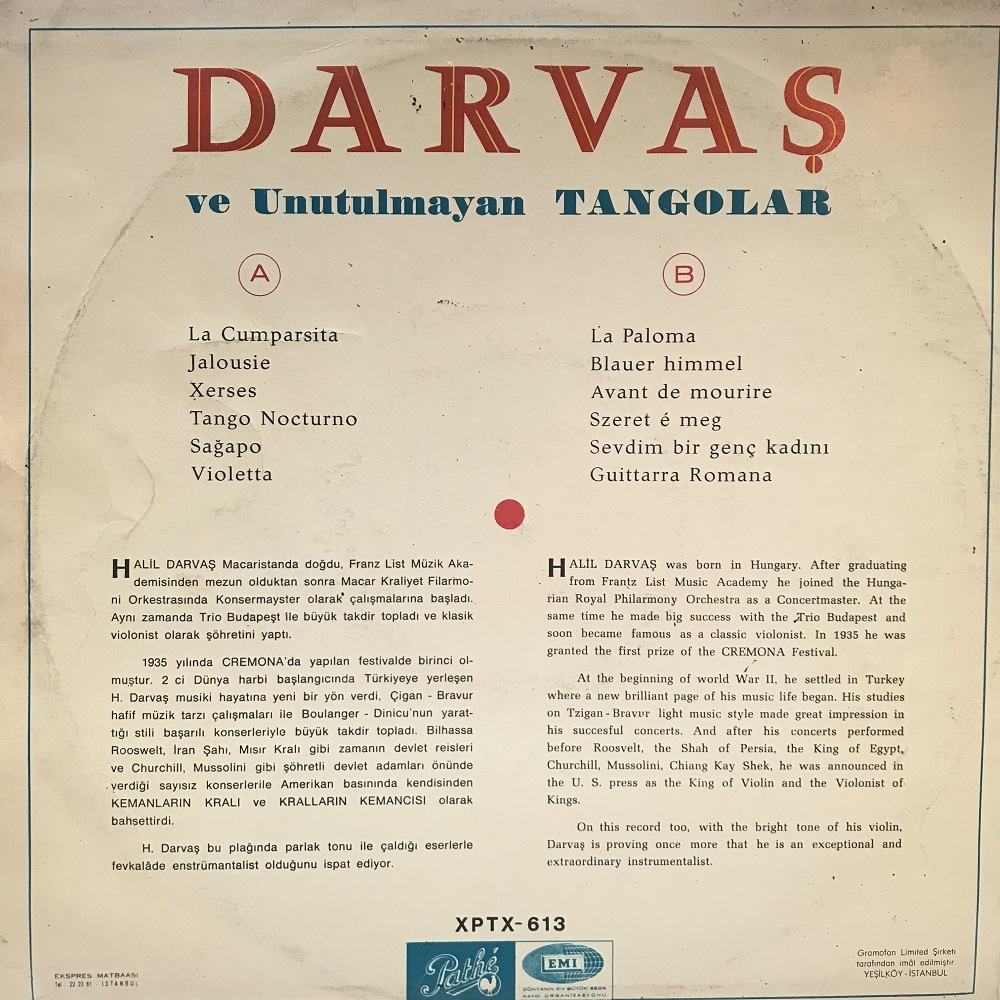 DARVAŞ
ve Unutulmayan TANGOLAR
A
La Cumparsita
Jalousie
Xerses
Tango Nocturno
Sağapo
Violetta
B
La Paloma
Blauer himmel
Avant de mourire
Szeret é meg
Sevdim bir genç kadını
Guittarra Romana
HALİL DARVAŞ Macaristanda doğdu, Franz List Müzik Aka-
demisinden mezun olduktan sonra Macar Kraliyet Filarmo-
ni Orkestrasında Konsermayster olarak çalışmalarına başladı.
Aynı zamanda Trio Budapeşt ile büyük takdir topladı ve klasik
violonist olarak şöhretini yaptı.
1935 yılında CREMONA'da yapılan festivalde birinci ol-
muştur. 2 ci Dünya harbi başlangıcında Türkiyeye yerleşen
H. Darvaş musiki hayatına yeni bir yön verdi, Çigan - Bravur
hafif müzik tarzı çalışmaları ile Boulanger - Dinicu'nun yarat-
tığı stili başarılı konserleriyle büyük takdir topladı. Bilhassa
Rooswelt, İran Şahı, Mısır Kralı gibi zamanın devlet reisleri
ve Churchill, Mussolini gibi şöhretli devlet adamları önünde
verdiği sayısız konserlerile Amerikan basınında kendisinden
KEMANLARIN KRALI ve KRALLARIN KEMANCISI olarak
bahsettirdi.
H. Darvaş bu plağında parlak tonu ile çaldığı eserlerle
fevkalâde enstrümantalist olduğunu ispat ediyor.
HALİL DARVAŞ was born in Hungary. After graduating
from Frantz List Music Academy he joined the Hunga-
rian Royal Philarmony Orchestra as a Concertmaster. At the
same time he made big success with the Trio Budapest and
soon became famous as a classic violonist. In 1935 he was
granted the first prize of the CREMONA Festival.
At the beginning of world War II, he settled in Turkey
where a new brilliant page of his music life began. His studies
on Tzigan - Bravur light music style made great impression in
his succesful concerts. And after his concerts performed
before Roosvelt, the Shah of Persia, the King of Egypt,
Churchill, Mussolini, Chiang Kay Shek, he was announced in
the U. S. press as the King of Violin and the Violonist of
Kings.
On this record too, with the bright tone of his violin,
Darvaş is proving once more that he is an exceptional and
extraordinary instrumentalist.
XPTX-613
Pathé
EMI
DÜNYANIN EN BÜYÜK SESA
KAYDI ORGANİZASYONU
EKSPRES MATBAASI
Tel : 22 23 61 - İSTANBUL
Gramofon Limited Şirketi
tarafından imâl edilmiştir
YEŞİLKÖY - İSTANBUL